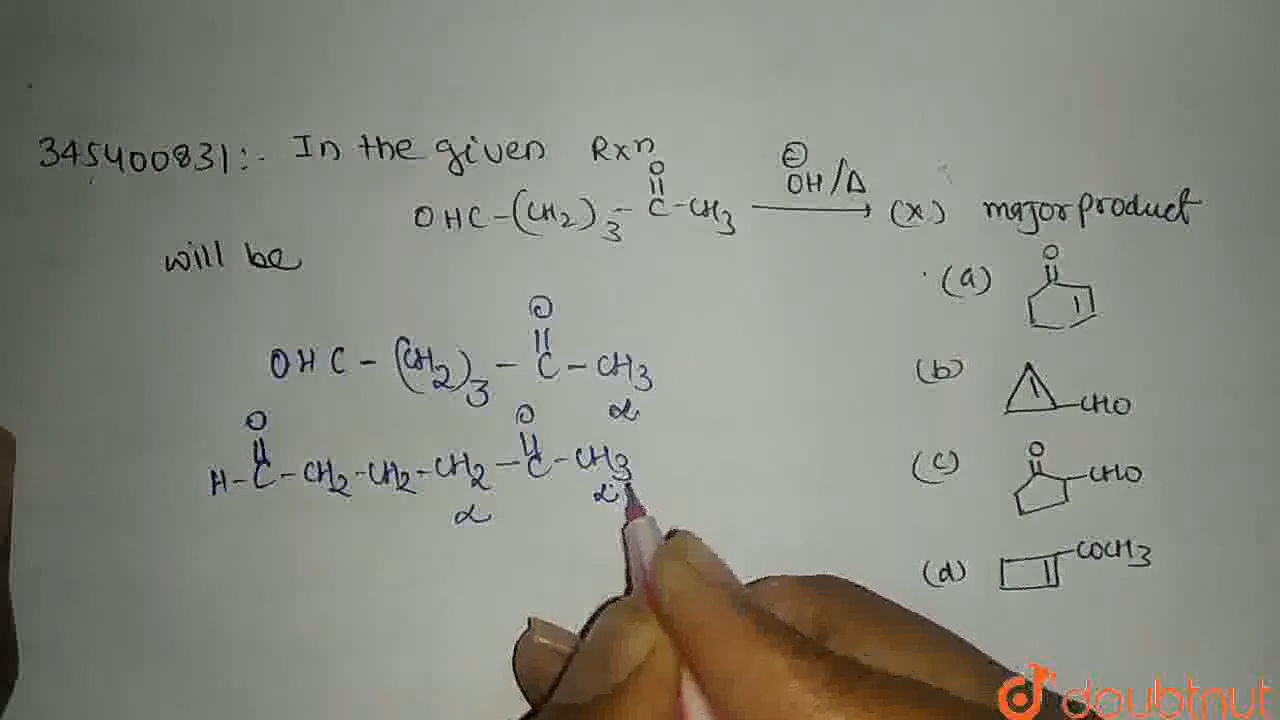 345400831:- In the given Rxn
O
OHC-(CH2)3-C-CH3 ⊖OH/Δ (x) major product
will be
O
(a)
O
OHC-(CH2)3-C-CH3
α
(b) CHO
O O
H-C-CH2-CH2-CH2-C-CH3
α α
O
(c) CHO
(d) COCH3
doubtnut